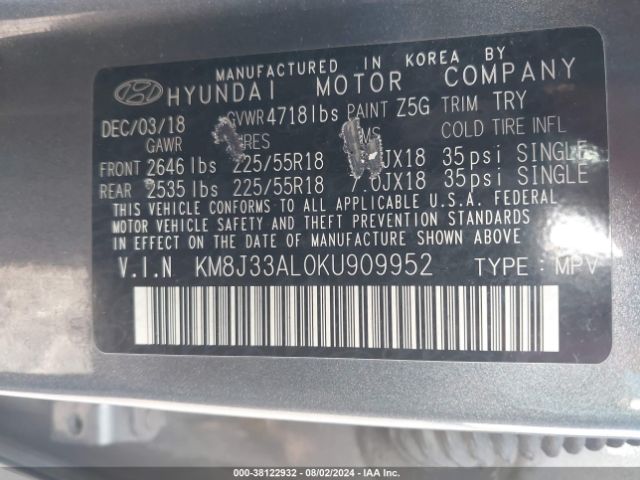 MANUFACTURED IN KOREA BY
HYUNDAI MOTOR COMPANY
DEC/03/18 GVWR 4718lbs PAINT Z5G TRIM TRY
GAWR COLD TIRE INFL
FRONT 2646 lbs 225/55R18 JX18 35psi SINGLE
REAR 2535 lbs 225/55R18 7.0JX18 35psi SINGLE
THIS VEHICLE CONFORMS TO ALL APPLICABLE U.S.A. FEDERAL
MOTOR VEHICLE SAFETY AND THEFT PREVENTION STANDARDS
IN EFFECT ON THE DATE OF MANUFACTURE SHOWN ABOVE
V.I.N KM8J33AL0KU909952 TYPE : MPV
000-38122932 - 08/02/2024 - IAA Inc.